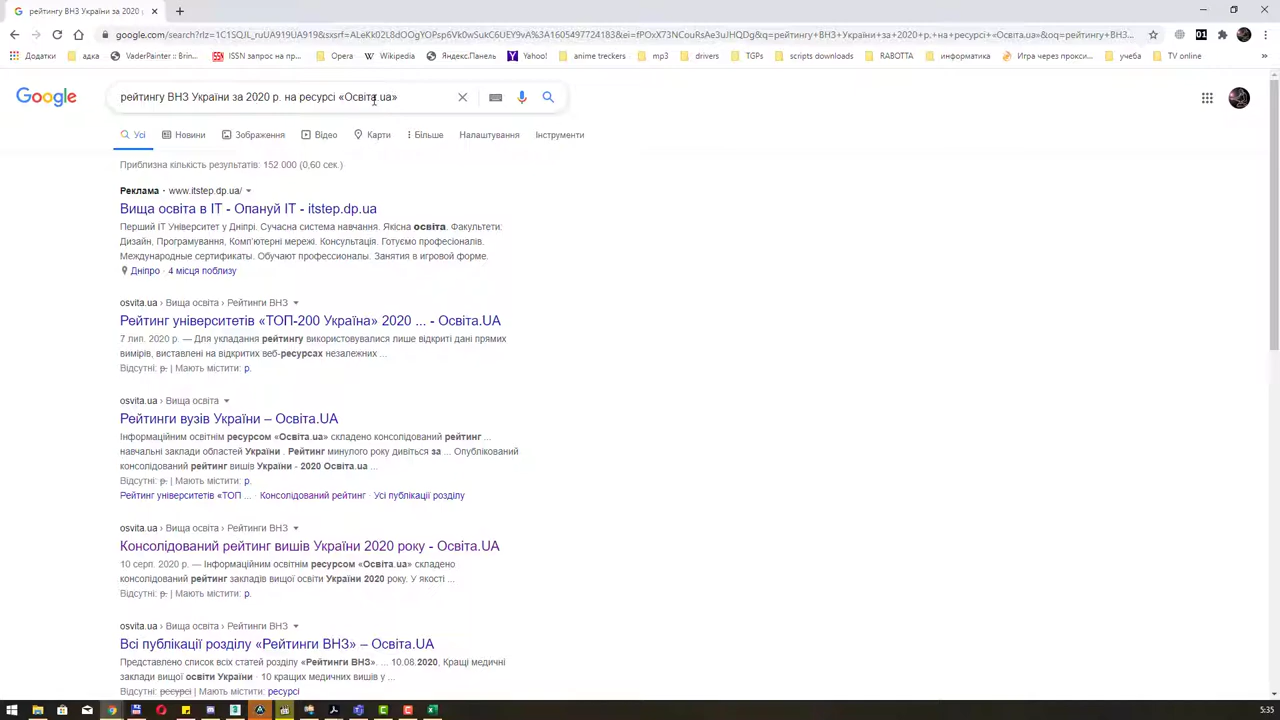 рейтингу ВНЗ України за 2020
google.com/search?rlz=1C1SQJL_ruUA919UA919&sxsrf=
Додатки адка VaderPainter :: Brin... ISSN запрос на пр... Opera Wikipedia Яндекс.Панель Yahoo! anime treckers mp3 drivers TGPs scripts downloads RABOTTA информатика Игра через прокси... учеба TV online
Google
рейтингу ВНЗ України за 2020 р. на ресурсі «Освіта.ua»
Усі Новини Зображення Відео Карти Більше Налаштування Інструменти
Приблизна кількість результатів: 152 000 (0,60 сек.)
Реклама · www.itstep.dp.ua/
Вища освіта в IT - Опануй IT - itstep.dp.ua
Перший IT Університет у Дніпрі. Сучасна система навчання. Якісна освіта. Факультети:
Дизайн, Програмування, Комп'ютерні мережі. Консультація. Готуємо професіоналів.
Международные сертификаты. Обучают профессионалы. Занятия в игровой форме.
Дніпро · 4 місця поблизу
osvita.ua › Вища освіта › Рейтинги ВНЗ
Рейтинг університетів «ТОП-200 Україна» 2020 ... - Освіта.UA
7 лип. 2020 р. — Для укладання рейтингу використовувалися лише відкриті дані прямих
вимірів, виставлені на відкритих веб-ресурсах незалежних ...
Відсутні: р. | Мають містити: р.
osvita.ua › Вища освіта
Рейтинги вузів України – Освіта.UA
Інформаційним освітнім ресурсом «Освіта.ua» складено консолідований рейтинг ...
навчальні заклади областей України . Рейтинг минулого року дивіться за ... Опублікований
консолідований рейтинг вишів України - 2020 Освіта.ua ...
Відсутні: р. | Мають містити: р.
Рейтинг університетів «ТОП ... · Консолідований рейтинг · Усі публікації розділу
osvita.ua › Вища освіта › Рейтинги ВНЗ
Консолідований рейтинг вишів України 2020 року - Освіта.UA
10 серп. 2020 р. — Інформаційним освітнім ресурсом «Освіта.ua» складено
консолідований рейтинг закладів вищої освіти України 2020 року. У якості ...
Відсутні: р. | Мають містити: р.
osvita.ua › Вища освіта › Рейтинги ВНЗ
Всі публікації розділу «Рейтинги ВНЗ» – Освіта.UA
Представлено список всіх статей розділу «Рейтинги ВНЗ». ... 10.08.2020, Кращі медичні
заклади вищої освіти України · 10 кращих медичних вишів у ...
Відсутні: ресурсі | Мають містити: ресурсі
5:35